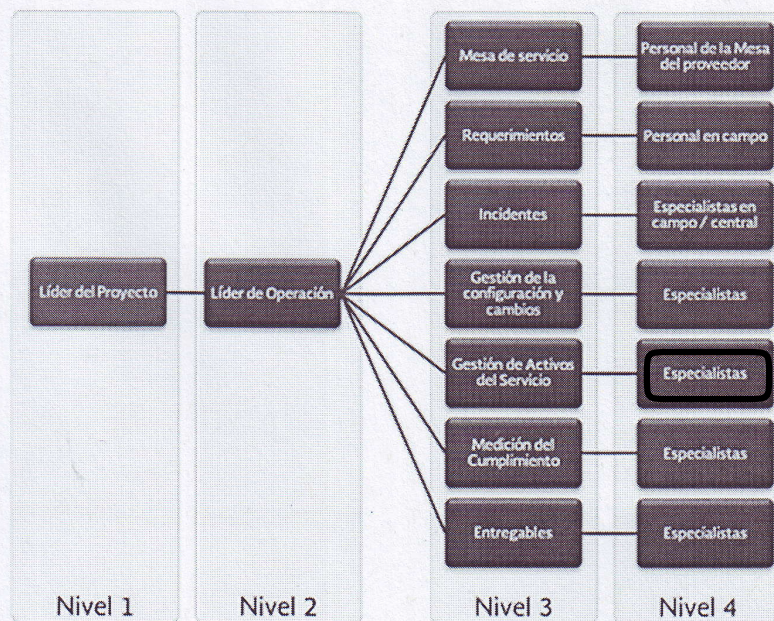 Mesa de servicio
Personal de la Mesa
del proveedor
Requerimientos
Personal en campo
Incidentes
Especialistas en
campo / central
Líder del Proyecto
Líder de Operación
Gestión de la
configuración y
cambios
Especialistas
Gestión de Activos
del Servicio
Especialistas
Medición del
Cumplimiento
Especialistas
Entregables
Especialistas
Nivel 1
Nivel 2
Nivel 3
Nivel 4